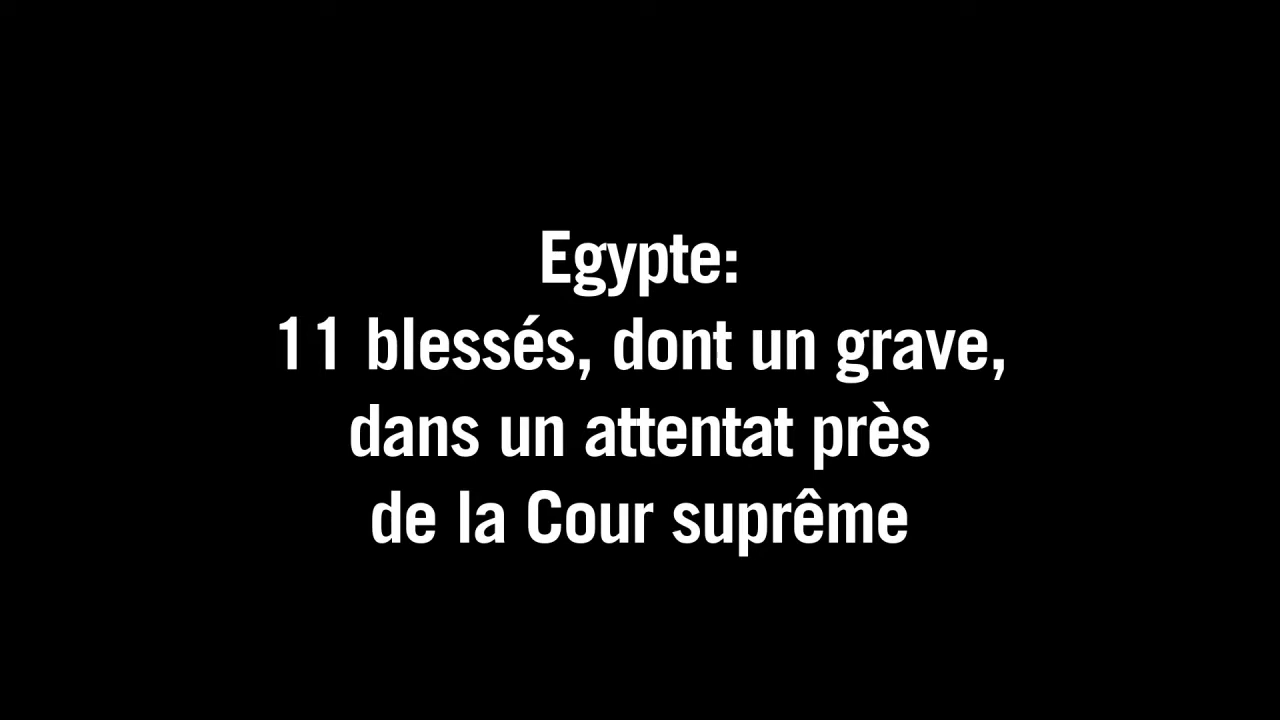 Egypte:
11 blessés, dont un grave,
dans un attentat près
de la Cour suprême